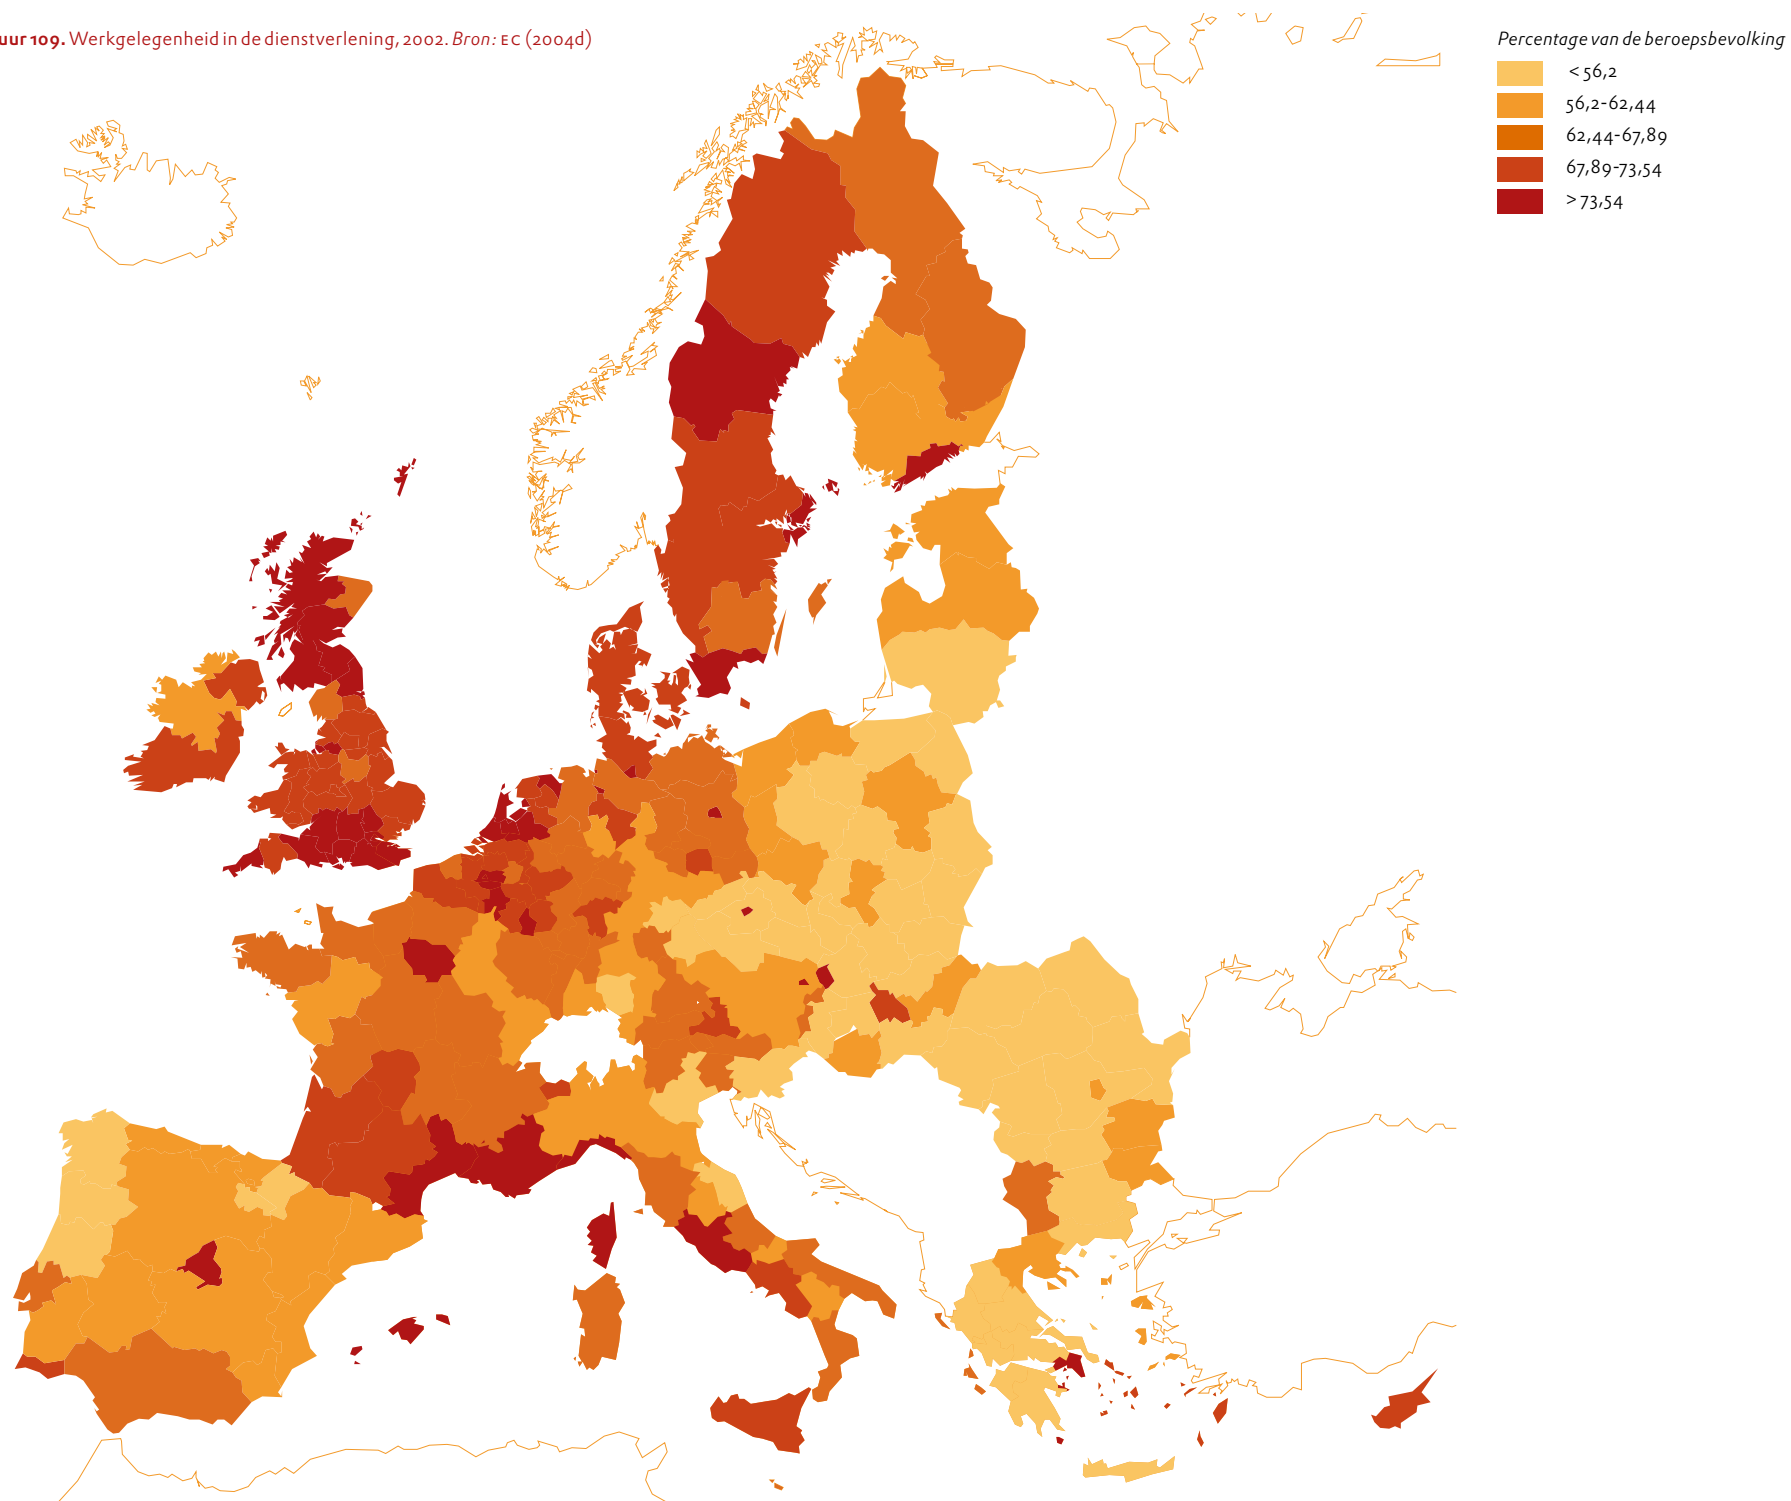 uur 109. Werkgelegenheid in de dienstverlening, 2002. Bron: EC (2004d)
Percentage van de beroepsbevolking
< 56,2
56,2-62,44
62,44-67,89
67,89-73,54
> 73,54